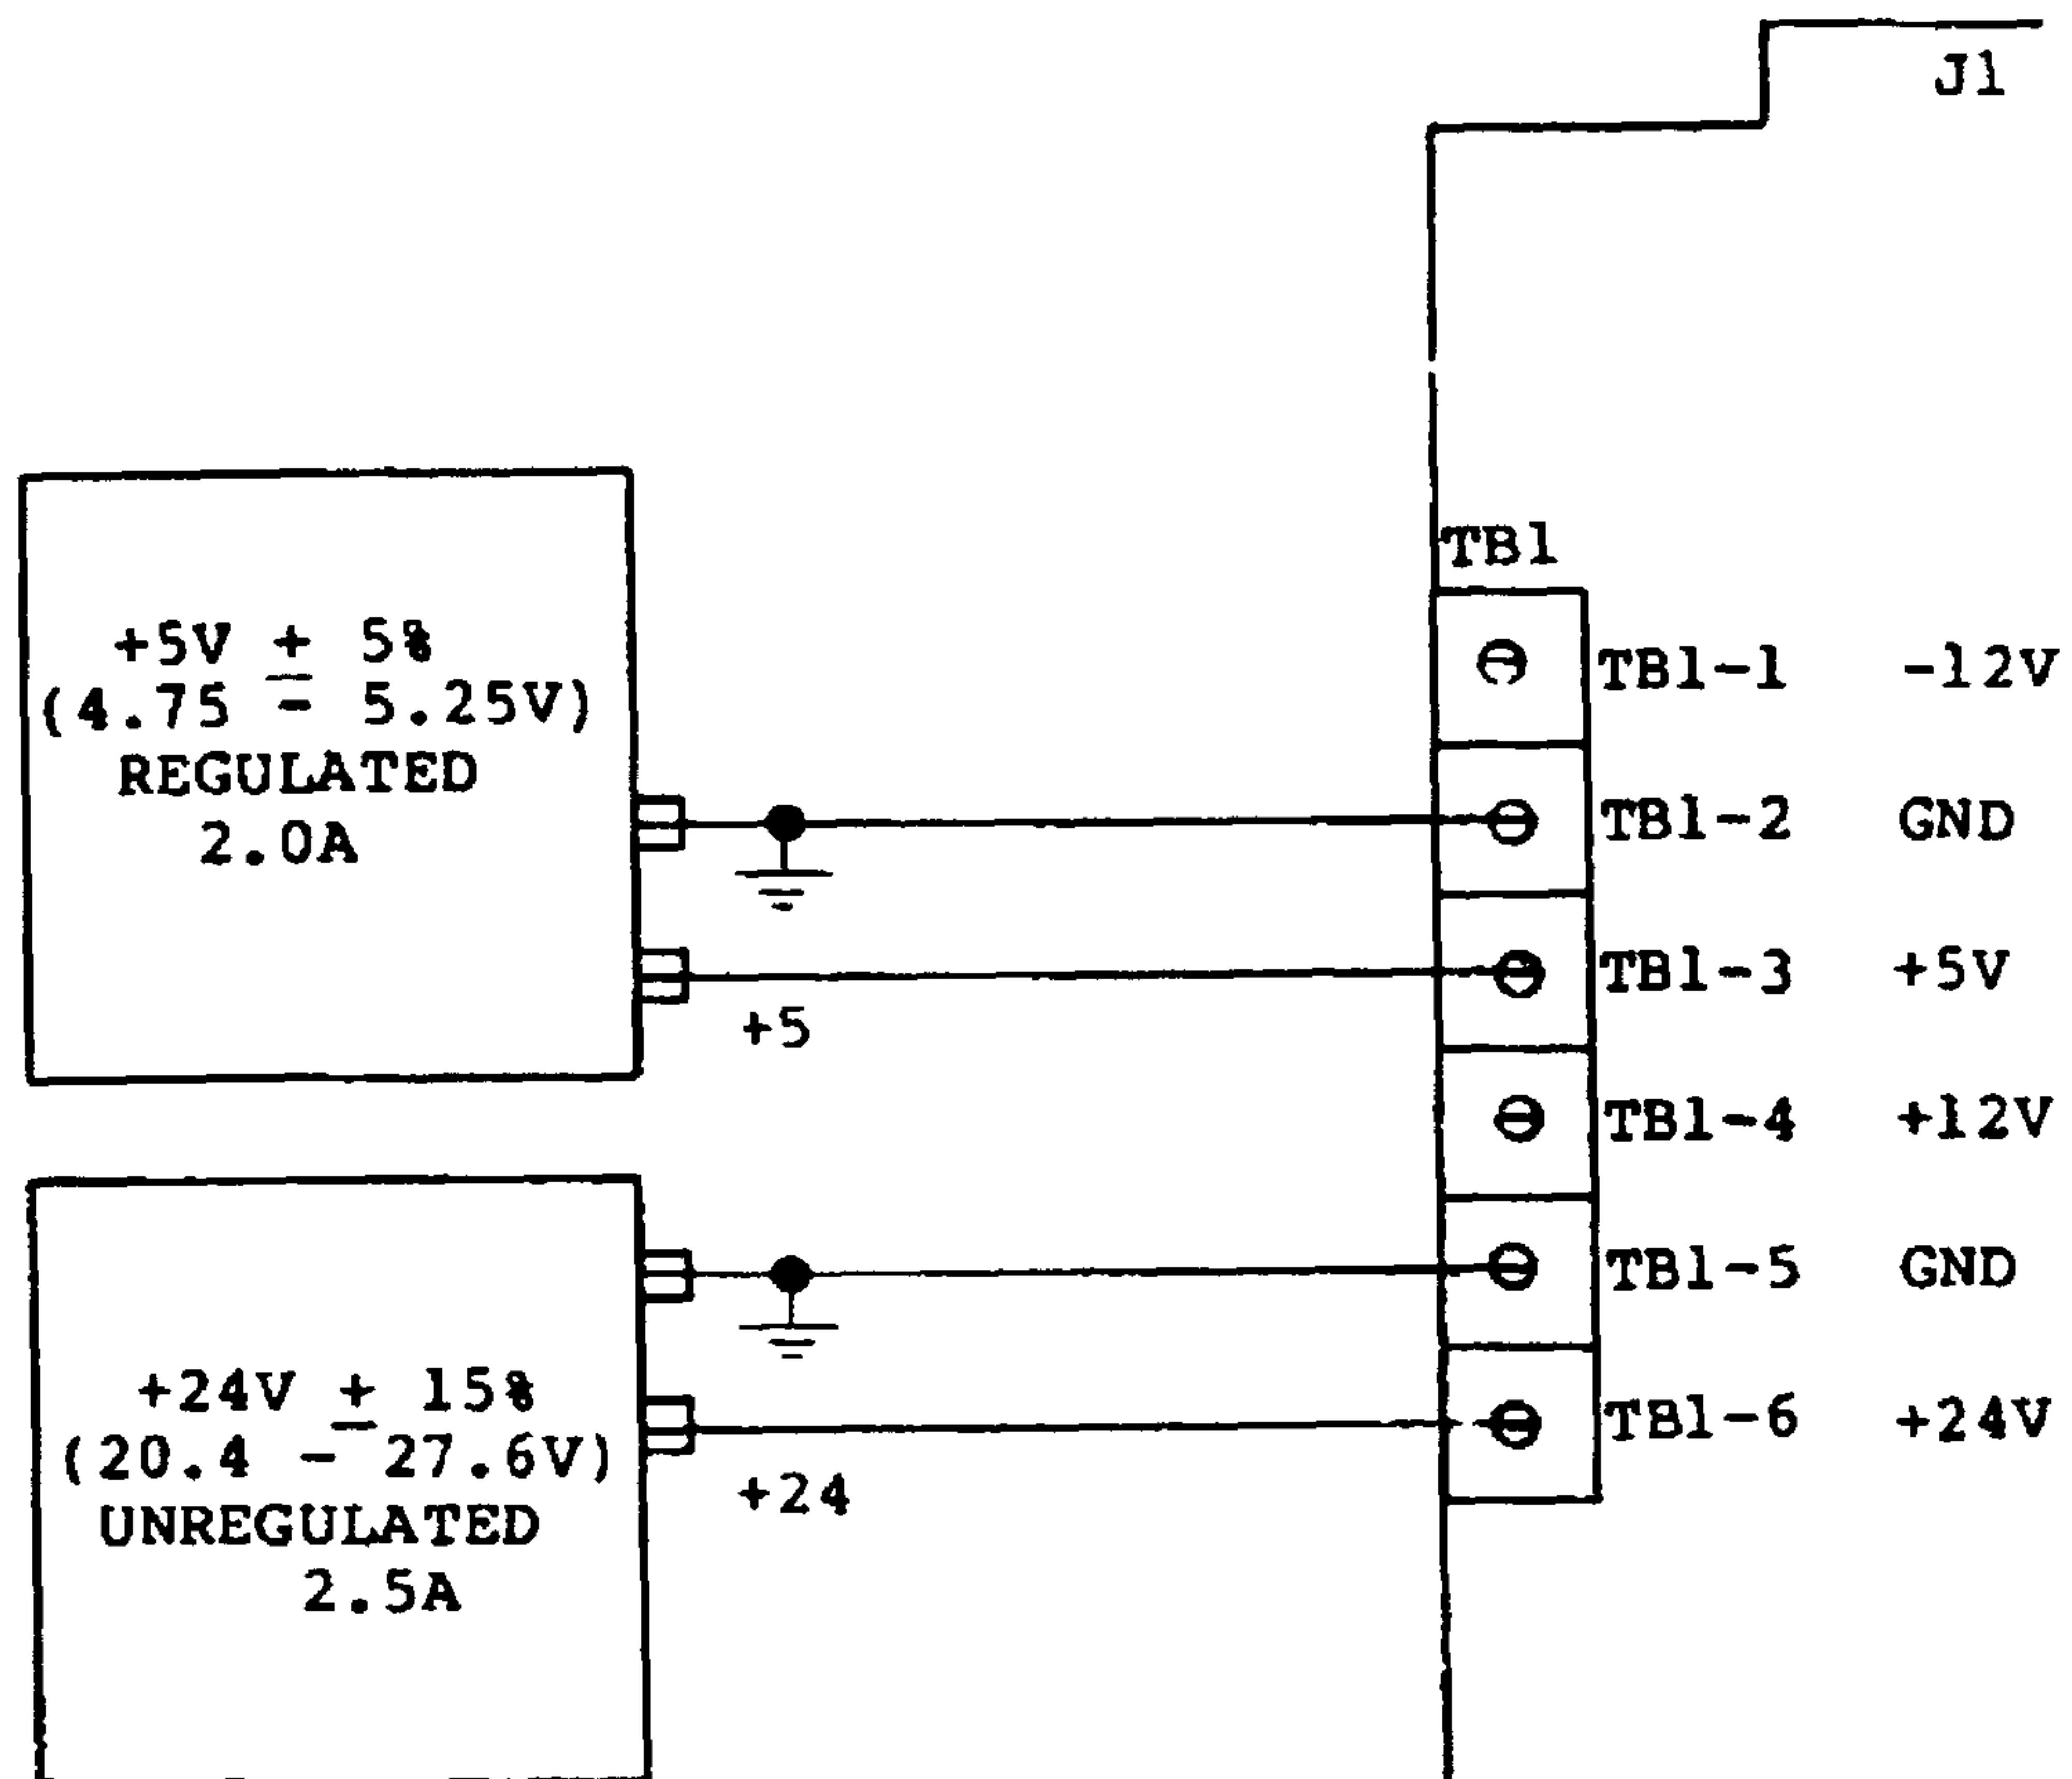 J1
+5V ± 5%
(4.75 - 5.25V)
REGULATED
2.0A
+5
+24V ± 15%
(20.4 - 27.6V)
UNREGULATED
2.5A
+24
TB1
TB1-1 -12V
TB1-2 GND
TB1-3 +5V
TB1-4 +12V
TB1-5 GND
TB1-6 +24V